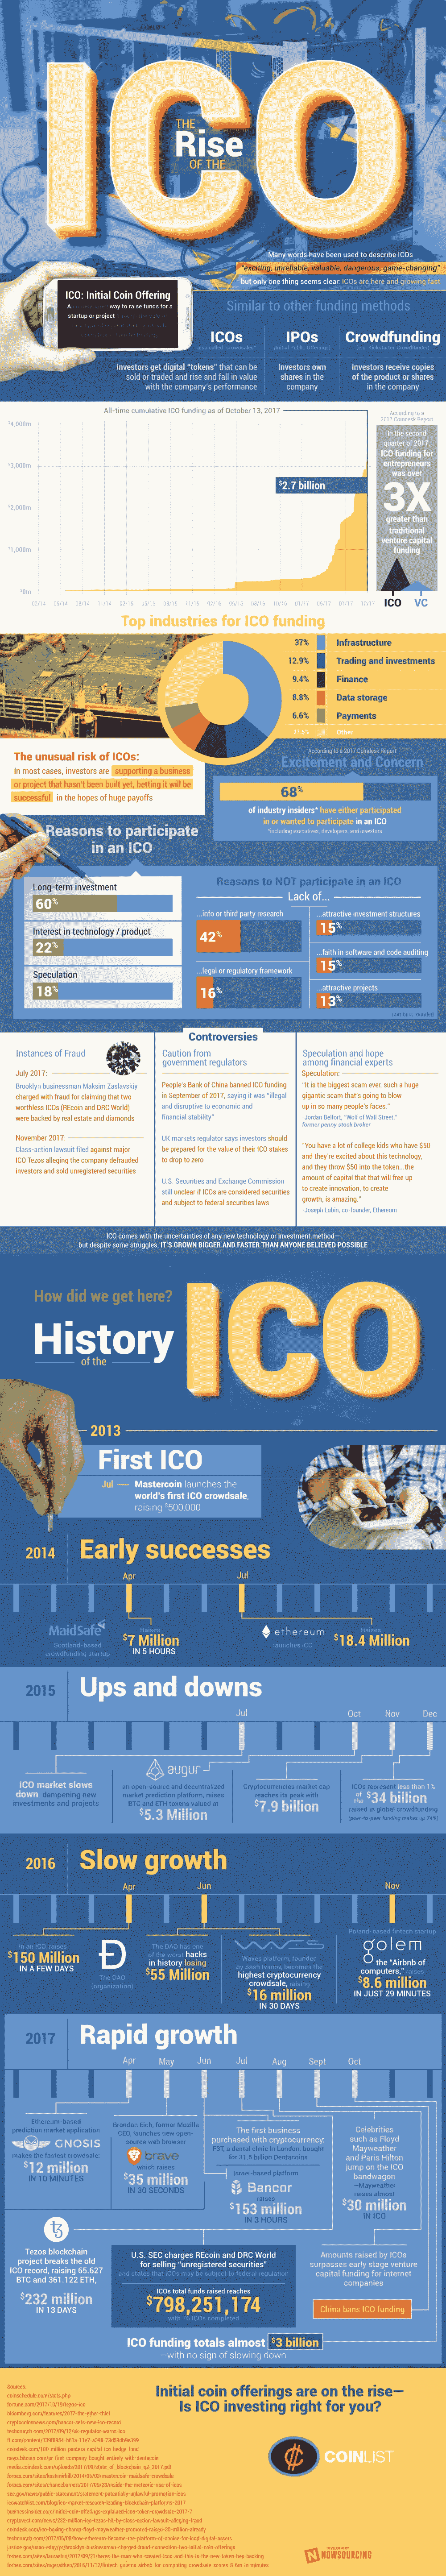 ICO
THE
Rise
OF THE
Many words have been used to describe ICOs
"exciting, unreliable, valuable, dangerous, game-changing"
but only one thing seems clear: ICOs are here and growing fast
ICO: Initial Coin Offering
A way to raise funds for a
startup or project
Similar to other funding methods
ICOs
Investors get digital "tokens" that can be
sold or traded and rise and fall in value
with the company's performance
IPOs
(Initial Public Offerings)
Investors own
shares in the
company
Crowdfunding
Investors receive copies
of the product or shares
in the company
All-time cumulative ICO funding as of October 13, 2017
$4,000m
$3,000m
$2,000m
$1,000m
$0m
$2.7 billion
According to a
2017 Coindesk Report
In the second
quarter of 2017,
ICO funding for
entrepreneurs
was over
3X
greater than
traditional
venture capital
funding
ICO | VC
Top industries for ICO funding
37% Infrastructure
12.9% Trading and investments
9.4% Finance
8.8% Data storage
6.6% Payments
Other
The unusual risk of ICOs:
In most cases, investors are supporting a business
or project that hasn't been built yet, betting it will be
successful in the hopes of huge payoffs
According to a 2017 Coindesk Report
Excitement and Concern
68%
of industry insiders* have either participated
in or wanted to participate in an ICO
*including executives, developers, and investors
Reasons to participate
in an ICO
Long-term investment
60%
Interest in technology / product
22%
Speculation
18%
Reasons to NOT participate in an ICO
Lack of...
...info or third party research
42%
...legal or regulatory framework
16%
...attractive investment structures
15%
...faith in software and code auditing
15%
...attractive projects
13%
numbers rounded
Controversies
Instances of Fraud
July 2017:
Brooklyn businessman Maksim Zaslavskiy
charged with fraud for claiming that two
worthless ICOs (REcoin and DRC World)
were backed by real estate and diamonds
November 2017:
Class-action lawsuit filed against major
ICO Tezos alleging the company defrauded
investors and sold unregistered securities
Caution from
government regulators
People's Bank of China banned ICO funding
in September of 2017, saying it was "illegal
and disruptive to economic and
financial stability"
UK markets regulator says investors should
be prepared for the value of their ICO stakes
to drop to zero
U.S. Securities and Exchange Commission
still unclear if ICOs are considered securities
and subject to federal securities laws
Speculation and hope
among financial experts
Speculation:
"It is the biggest scam ever, such a huge
gigantic scam that's going to blow
up in so many people's faces."
-Jordan Belfort, "Wolf of Wall Street,"
former penny stock broker
"You have a lot of college kids who have $50
and they're excited about this technology,
and they throw $50 into the token...the
amount of capital that that will free up
to create innovation, to create
growth, is amazing."
-Joseph Lubin, co-founder, Ethereum
ICO comes with the uncertainties of any new technology or investment method—
but despite some struggles, IT'S GROWN BIGGER AND FASTER THAN ANYONE BELIEVED POSSIBLE
How did we get here?
History
of the
ICO
2013
First ICO
Jul — Mastercoin launches the
world's first ICO crowdsale,
raising $500,000
2014
Early successes
Apr
Jul
MaidSafe
Scotland-based
crowdfunding startup
Raises
$7 Million
IN 5 HOURS
ethereum
launches ICO
Raises
$18.4 Million
2015
Ups and downs
Jul
Oct
Nov
Dec
ICO market slows
down, dampening new
investments and projects
augur
an open-source and decentralized
market prediction platform, raises
BTC and ETH tokens valued at
$5.3 Million
Cryptocurrencies market cap
reaches its peak with
$7.9 billion
ICOs represent less than 1%
of the $34 billion
raised in global crowdfunding
2016
Slow growth
Apr
Jun
Nov
In an ICO, raises
$150 Million
IN A FEW DAYS
The DAO
(organization)
The DAO has one
of the worst hacks
in history losing
$55 Million
WAVES
Waves platform, founded
by Sash Ivanov, becomes the
highest cryptocurrency
crowdsale, raising
$16 million
IN 30 DAYS
Poland-based fintech startup
golem
the "Airbnb of
computers," raises
$8.6 million
IN JUST 29 MINUTES
2017
Rapid growth
Apr
May
Jun
Jul
Aug
Sept
Oct
Ethereum-based
prediction market application
GNOSIS
makes the fastest crowdsale:
$12 million
IN 10 MINUTES
Brendan Eich, former Mozilla
CEO, launches new open-
source web browser
brave
which raises
$35 million
IN 30 SECONDS
The first business
purchased with cryptocurrency:
F3T, a dental clinic in London, bought
for 31.5 billion Dentacoins
Israel-based platform
Bancor
raises
$153 million
IN 3 HOURS
Celebrities
such as Floyd
Mayweather
and Paris Hilton
jump on the ICO
bandwagon
—Mayweather
raises almost
$30 million
IN ICO
Tezos blockchain
project breaks the old
ICO record, raising 65.627
BTC and 361.122 ETH,
$232 million
IN 13 DAYS
U.S. SEC charges REcoin and DRC World
for selling "unregistered securities"
and states that ICOs may be subject to federal regulation
ICOs total funds raised reaches
$798,251,174
with 78 ICOs completed
Amounts raised by ICOs
surpasses early stage venture
capital funding for internet
companies
China bans ICO funding
ICO funding totals almost $3 billion
—with no sign of slowing down
Sources:
Initial coin offerings are on the rise—
Is ICO investing right for you?
COINLIST
NOWSOURCING